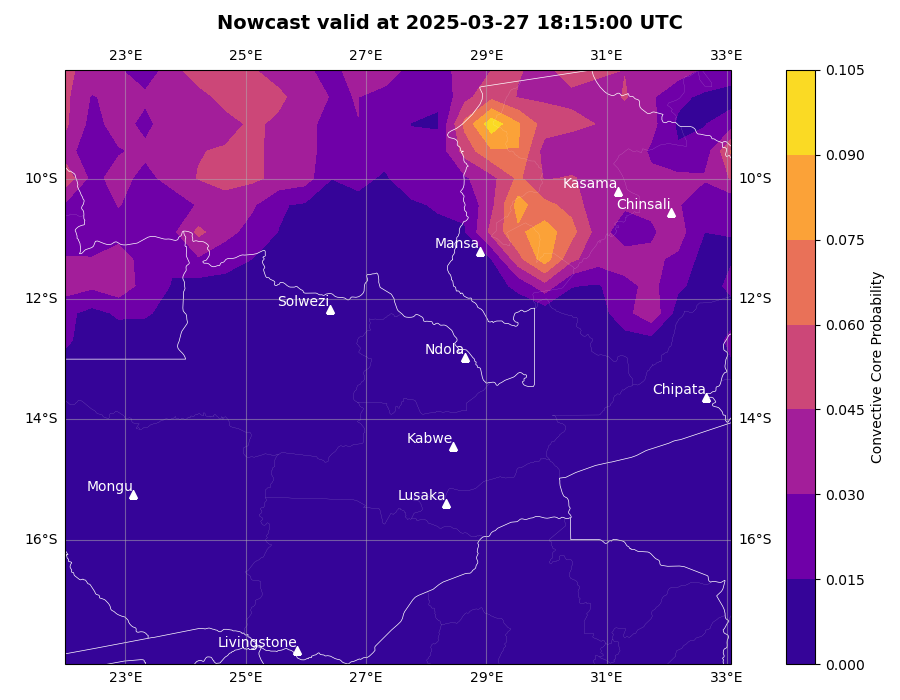 Nowcast valid at 2025-03-27 18:15:00 UTC
23°E 25°E 27°E 29°E 31°E 33°E
0.105
0.090
10°S Kasama 10°S
Chinsali
0.075
Mansa
12°S Solwezi 12°S
0.060
Ndola
Chipata
0.045
14°S 14°S
Kabwe
Mongu Lusaka
0.030
16°S 16°S
0.015
Livingstone
0.000
23°E 25°E 27°E 29°E 31°E 33°E
Convective Core Probability